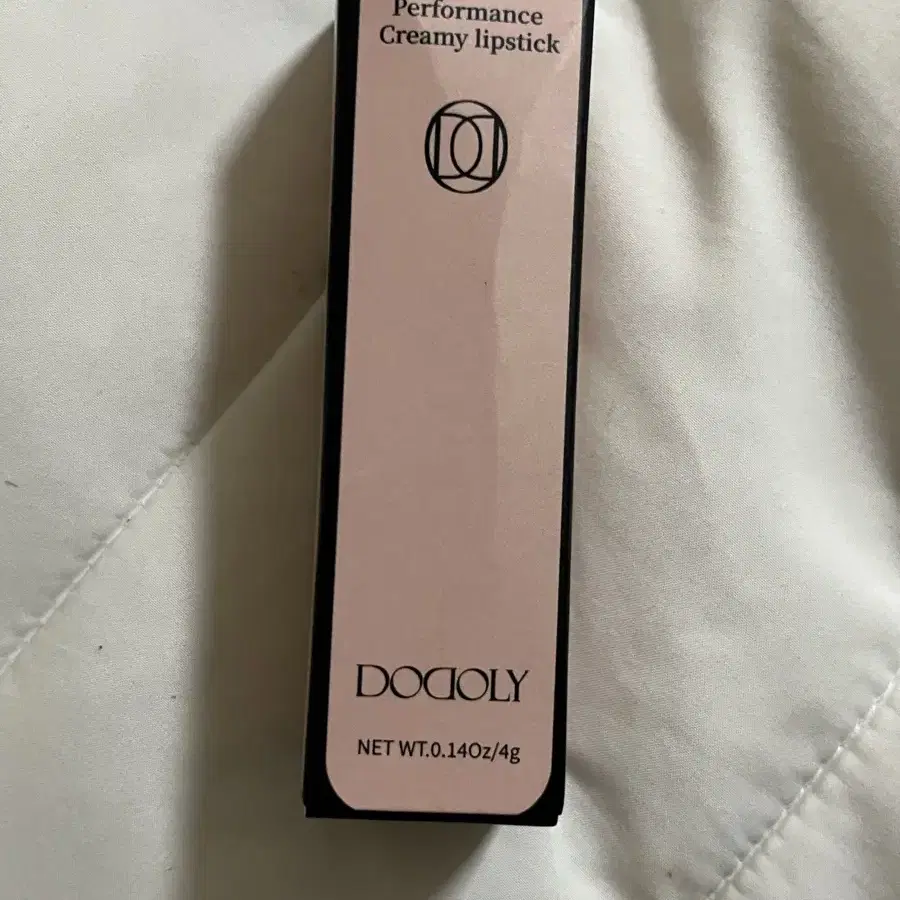 Performance
Creamy lipstick
DODOLY
NET WT.0.14Oz/4g